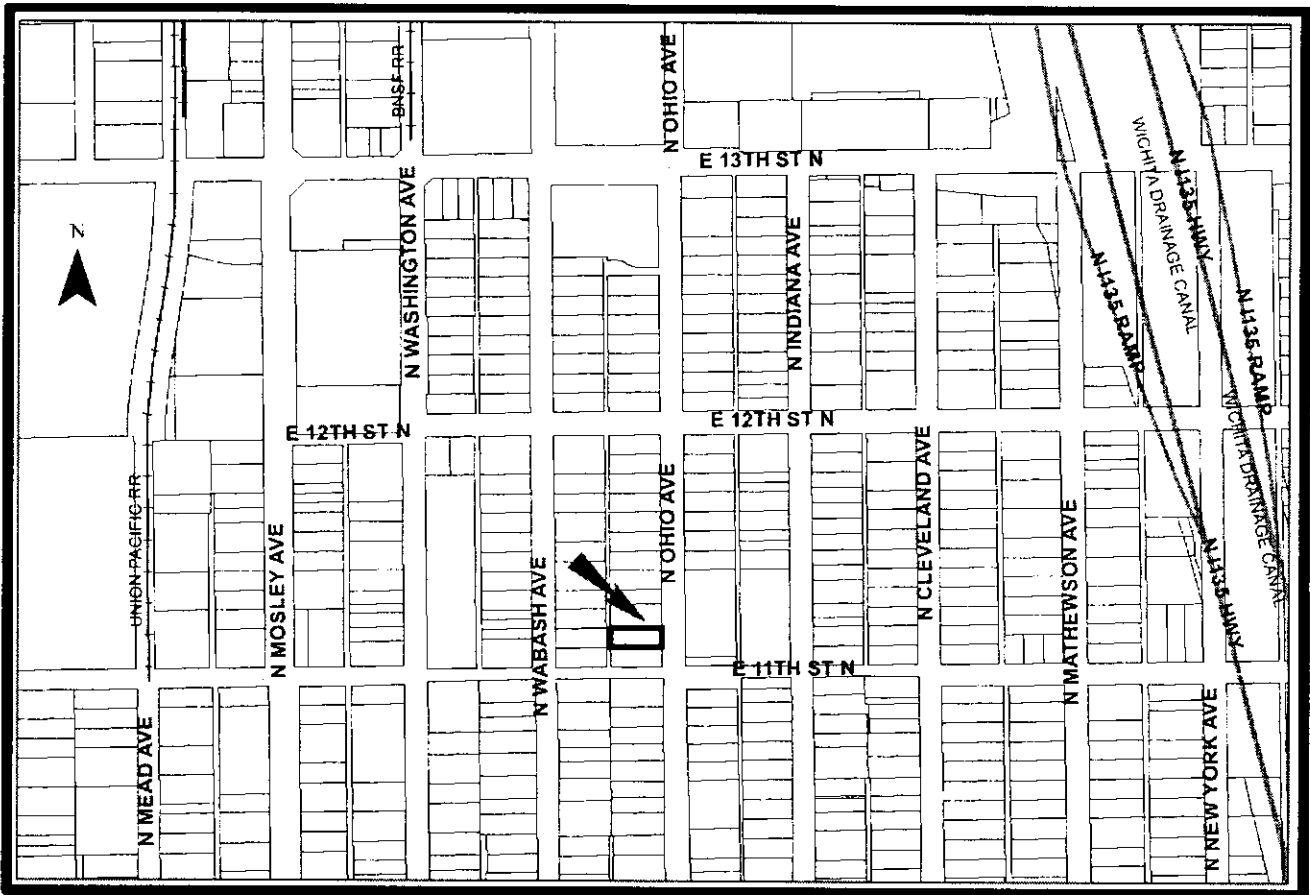 BNSF RR
N OHIO AVE
E 13TH ST N
WICHITA DRAINAGE CANAL
N I135 HWY
N
N WASHINGTON AVE
N INDIANA AVE
N I135 RAMP
N I135 RAMP
E 12TH ST N
E 12TH ST N
WICHITA DRAINAGE CANAL
UNION PACIFIC RR
N MOSLEY AVE
N WABASH AVE
N OHIO AVE
N CLEVELAND AVE
N MATHEWSON AVE
N I135 HWY
E 11TH ST N
N MEAD AVE
N NEW YORK AVE